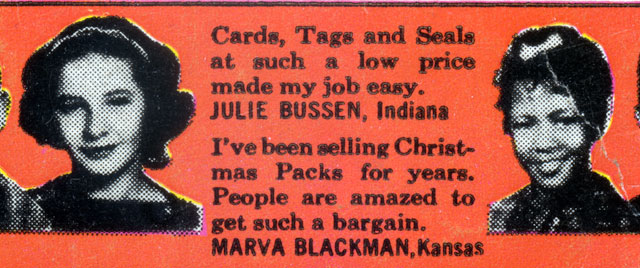 Cards, Tags and Seals
at such a low price
made my job easy.
JULIE BUSSEN, Indiana
I've been selling Christ-
mas Packs for years.
People are amazed to
get such a bargain.
MARVA BLACKMAN, Kansas